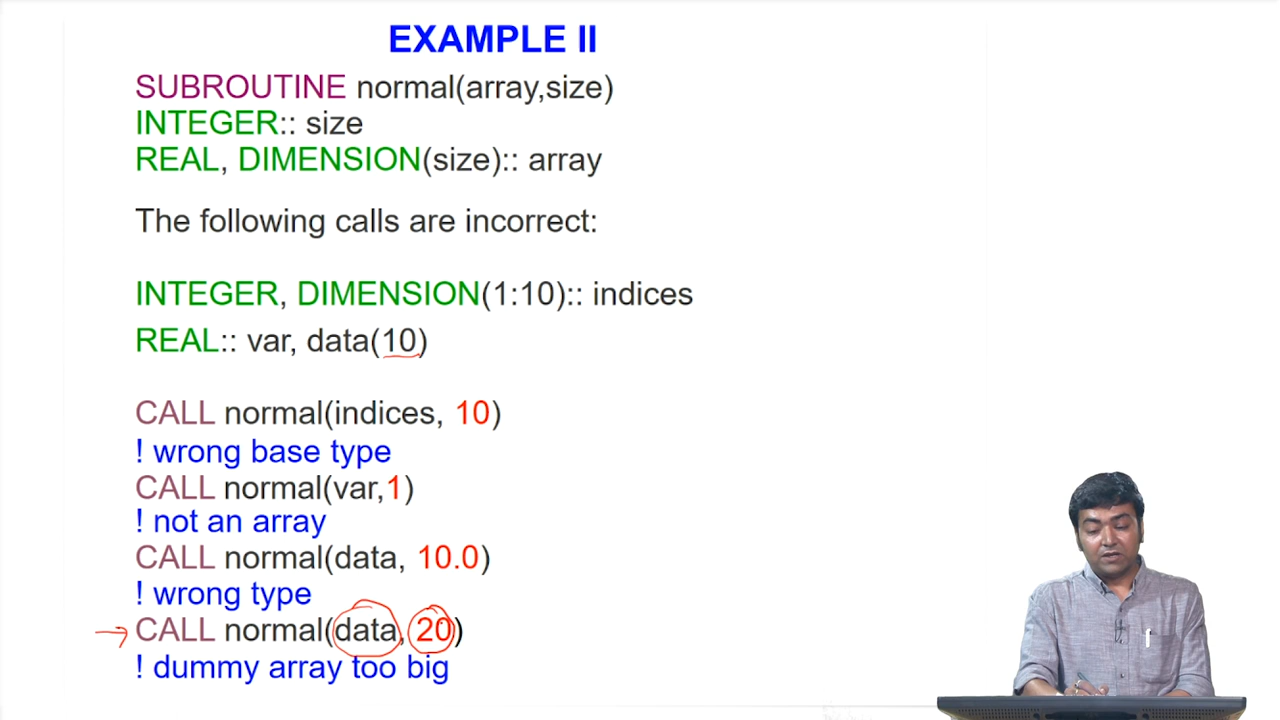 EXAMPLE II
SUBROUTINE normal(array,size)
INTEGER:: size
REAL, DIMENSION(size):: array
The following calls are incorrect:
INTEGER, DIMENSION(1:10):: indices
REAL:: var, data(10)
CALL normal(indices, 10)
! wrong base type
CALL normal(var,1)
! not an array
CALL normal(data, 10.0)
! wrong type
CALL normal(data, 20)
! dummy array too big